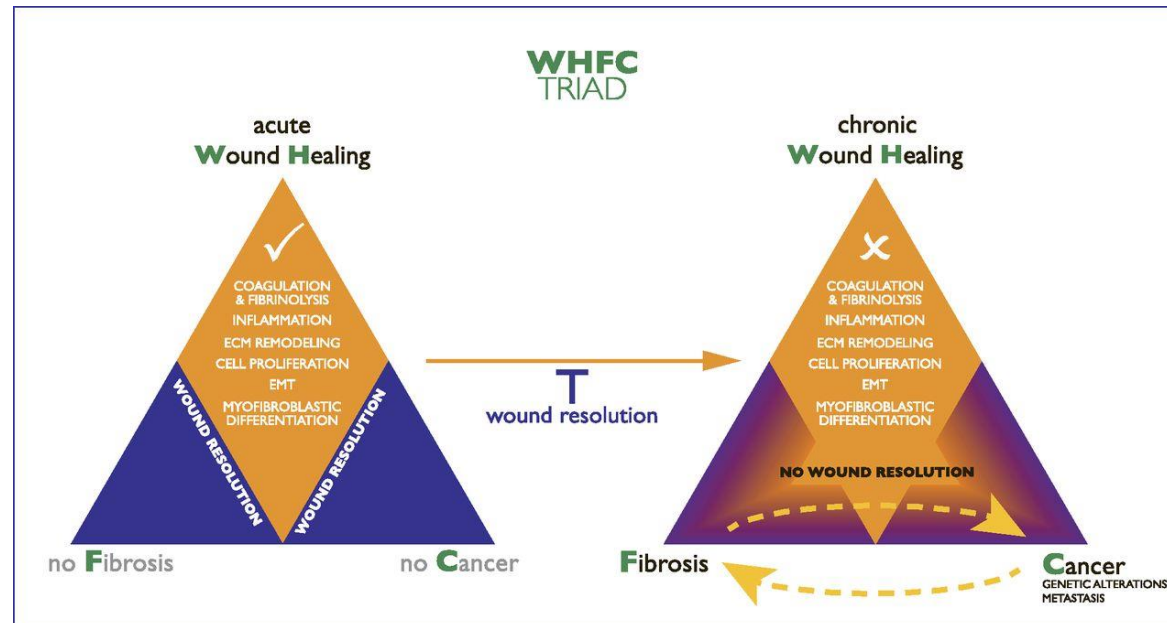 WHFC
TRIAD
acute
Wound Healing
COAGULATION
& FIBRINOLYSIS
INFLAMMATION
ECM REMODELING
CELL PROLIFERATION
EMT
MYOFIBROBLASTIC
DIFFERENTIATION
WOUND RESOLUTION
WOUND RESOLUTION
no Fibrosis
no Cancer
wound resolution
chronic
Wound Healing
COAGULATION
& FIBRINOLYSIS
INFLAMMATION
ECM REMODELING
CELL PROLIFERATION
EMT
MYOFIBROBLASTIC
DIFFERENTIATION
NO WOUND RESOLUTION
Fibrosis
Cancer
GENETIC ALTERATIONS
METASTASIS